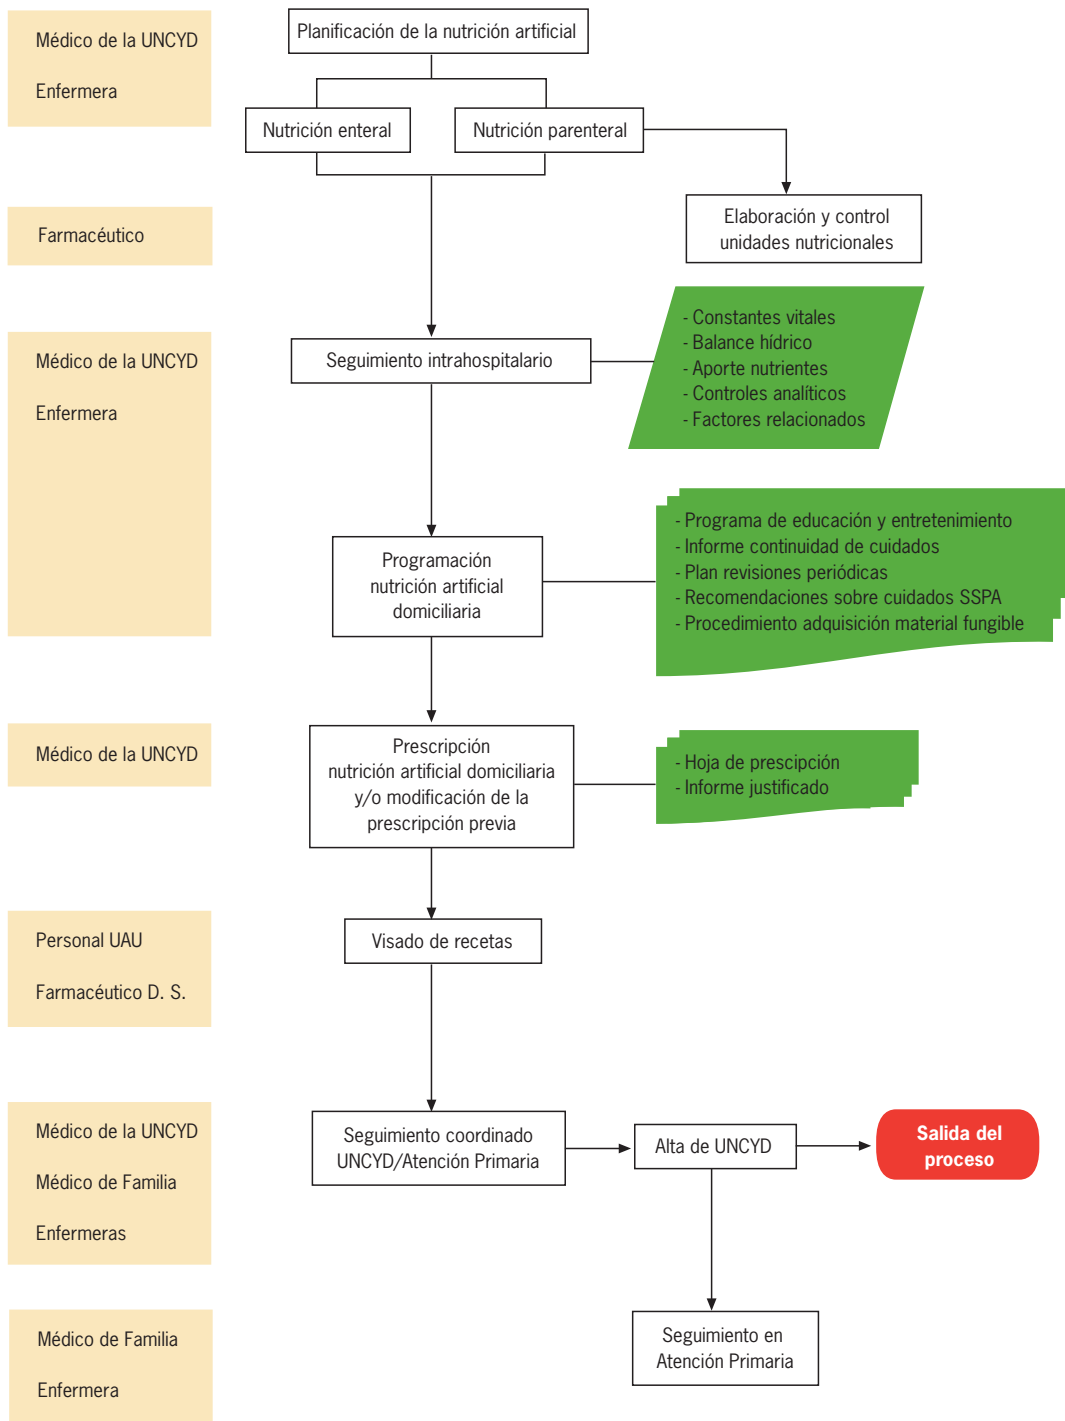 Médico de la UNCYD
Enfermera
Planificación de la nutrición artificial
Nutrición enteral
Nutrición parenteral
Farmacéutico
Elaboración y control
unidades nutricionales
Médico de la UNCYD
Enfermera
Seguimiento intrahospitalario
- Constantes vitales
- Balance hídrico
- Aporte nutrientes
- Controles analíticos
- Factores relacionados
Programación
nutrición artificial
domiciliaria
- Programa de educación y entretenimiento
- Informe continuidad de cuidados
- Plan revisiones periódicas
- Recomendaciones sobre cuidados SSPA
- Procedimiento adquisición material fungible
Médico de la UNCYD
Prescripción
nutrición artificial domiciliaria
y/o modificación de la
prescripción previa
- Hoja de prescipción
- Informe justificado
Personal UAU
Farmacéutico D. S.
Visado de recetas
Médico de la UNCYD
Médico de Familia
Enfermeras
Seguimiento coordinado
UNCYD/Atención Primaria
Alta de UNCYD
Salida del
proceso
Médico de Familia
Enfermera
Seguimiento en
Atención Primaria